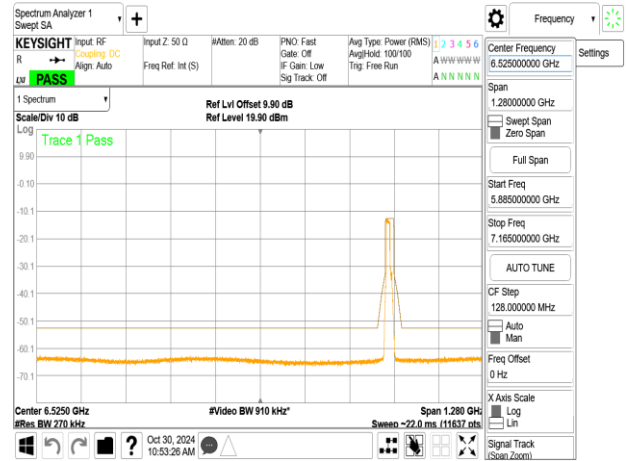 Spectrum Analyzer 1
Swept SA
+
Frequency
KEYSIGHT
R
LXI
PASS
Input: RF
Coupling: DC
Align: Auto
Input Z: 50 Ω
Freq Ref: Int (S)
#Atten: 20 dB
PNO: Fast
Gate: Off
IF Gain: Low
Sig Track: Off
Avg Type: Power (RMS)
Avg|Hold: 100/100
Trig: Free Run
1 2 3 4 5 6
A W W W W W
A N N N N N
1 Spectrum
Scale/Div 10 dB
Ref Lvl Offset 9.90 dB
Ref Level 19.90 dBm
Log
Trace 1 Pass
9.90
-0.10
-10.1
-20.1
-30.1
-40.1
-50.1
-60.1
-70.1
Center 6.5250 GHz
#Res BW 270 kHz
#Video BW 910 kHz*
Span 1.280 GHz
Sweep ~22.0 ms (11637 pts)
Oct 30, 2024
10:53:26 AM
?
Center Frequency
6.525000000 GHz
Settings
Span
1.28000000 GHz
Swept Span
Zero Span
Full Span
Start Freq
5.885000000 GHz
Stop Freq
7.165000000 GHz
AUTO TUNE
CF Step
128.000000 MHz
Auto
Man
Freq Offset
0 Hz
X Axis Scale
Log
Lin
Signal Track
(Span Zoom)